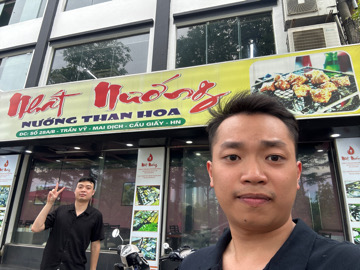 Nhất Nướng
NƯỚNG THAN HOA
ĐC: SỐ 26A/8 - TRẦN VỸ - MAI DỊCH - CẦU GIẤY - HN